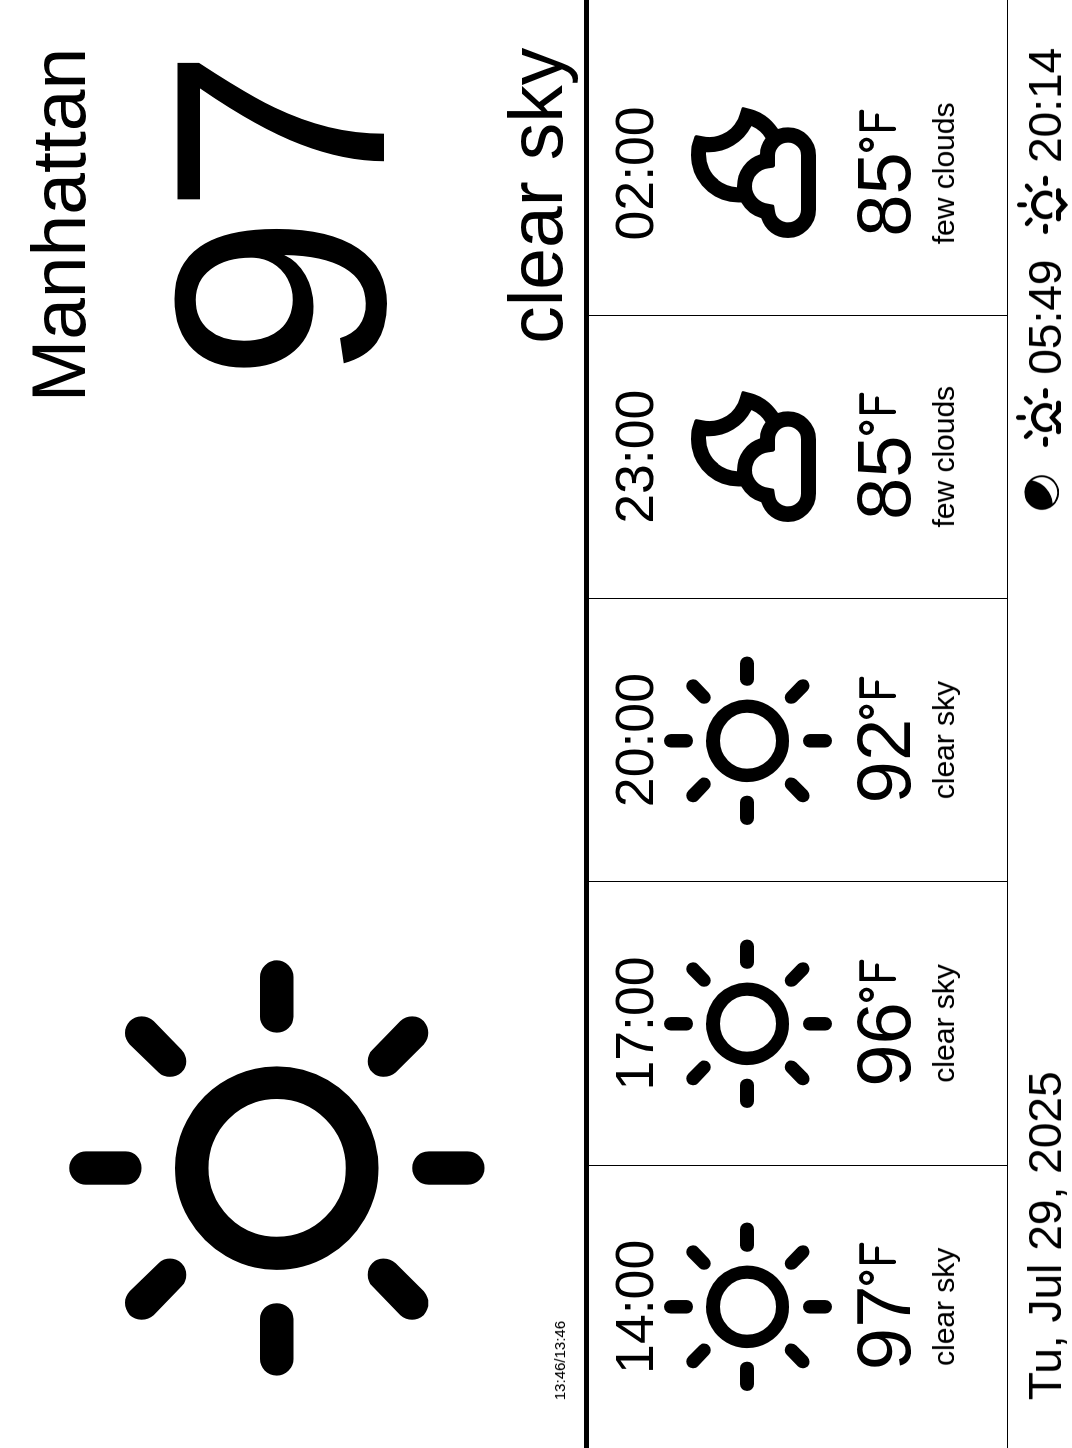 Manhattan
97
clear sky
13:46/13:46
14:00
97°F
clear sky
17:00
96°F
clear sky
20:00
92°F
clear sky
23:00
85°F
few clouds
02:00
85°F
few clouds
Tu, Jul 29, 2025
05:49 20:14